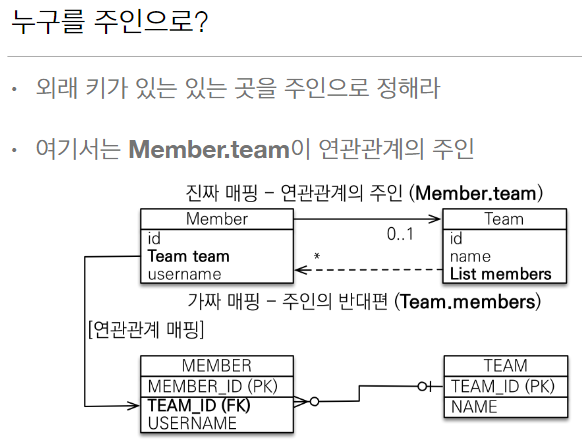 누구를 주인으로?
• 외래 키가 있는 있는 곳을 주인으로 정해라
• 여기서는 Member.team이 연관관계의 주인
진짜 매핑 - 연관관계의 주인 (Member.team)
Member
id
Team team
username
0..1
*
Team
id
name
List members
가짜 매핑 - 주인의 반대편 (Team.members)
[연관관계 매핑]
MEMBER
MEMBER_ID (PK)
TEAM_ID (FK)
USERNAME
TEAM
TEAM_ID (PK)
NAME